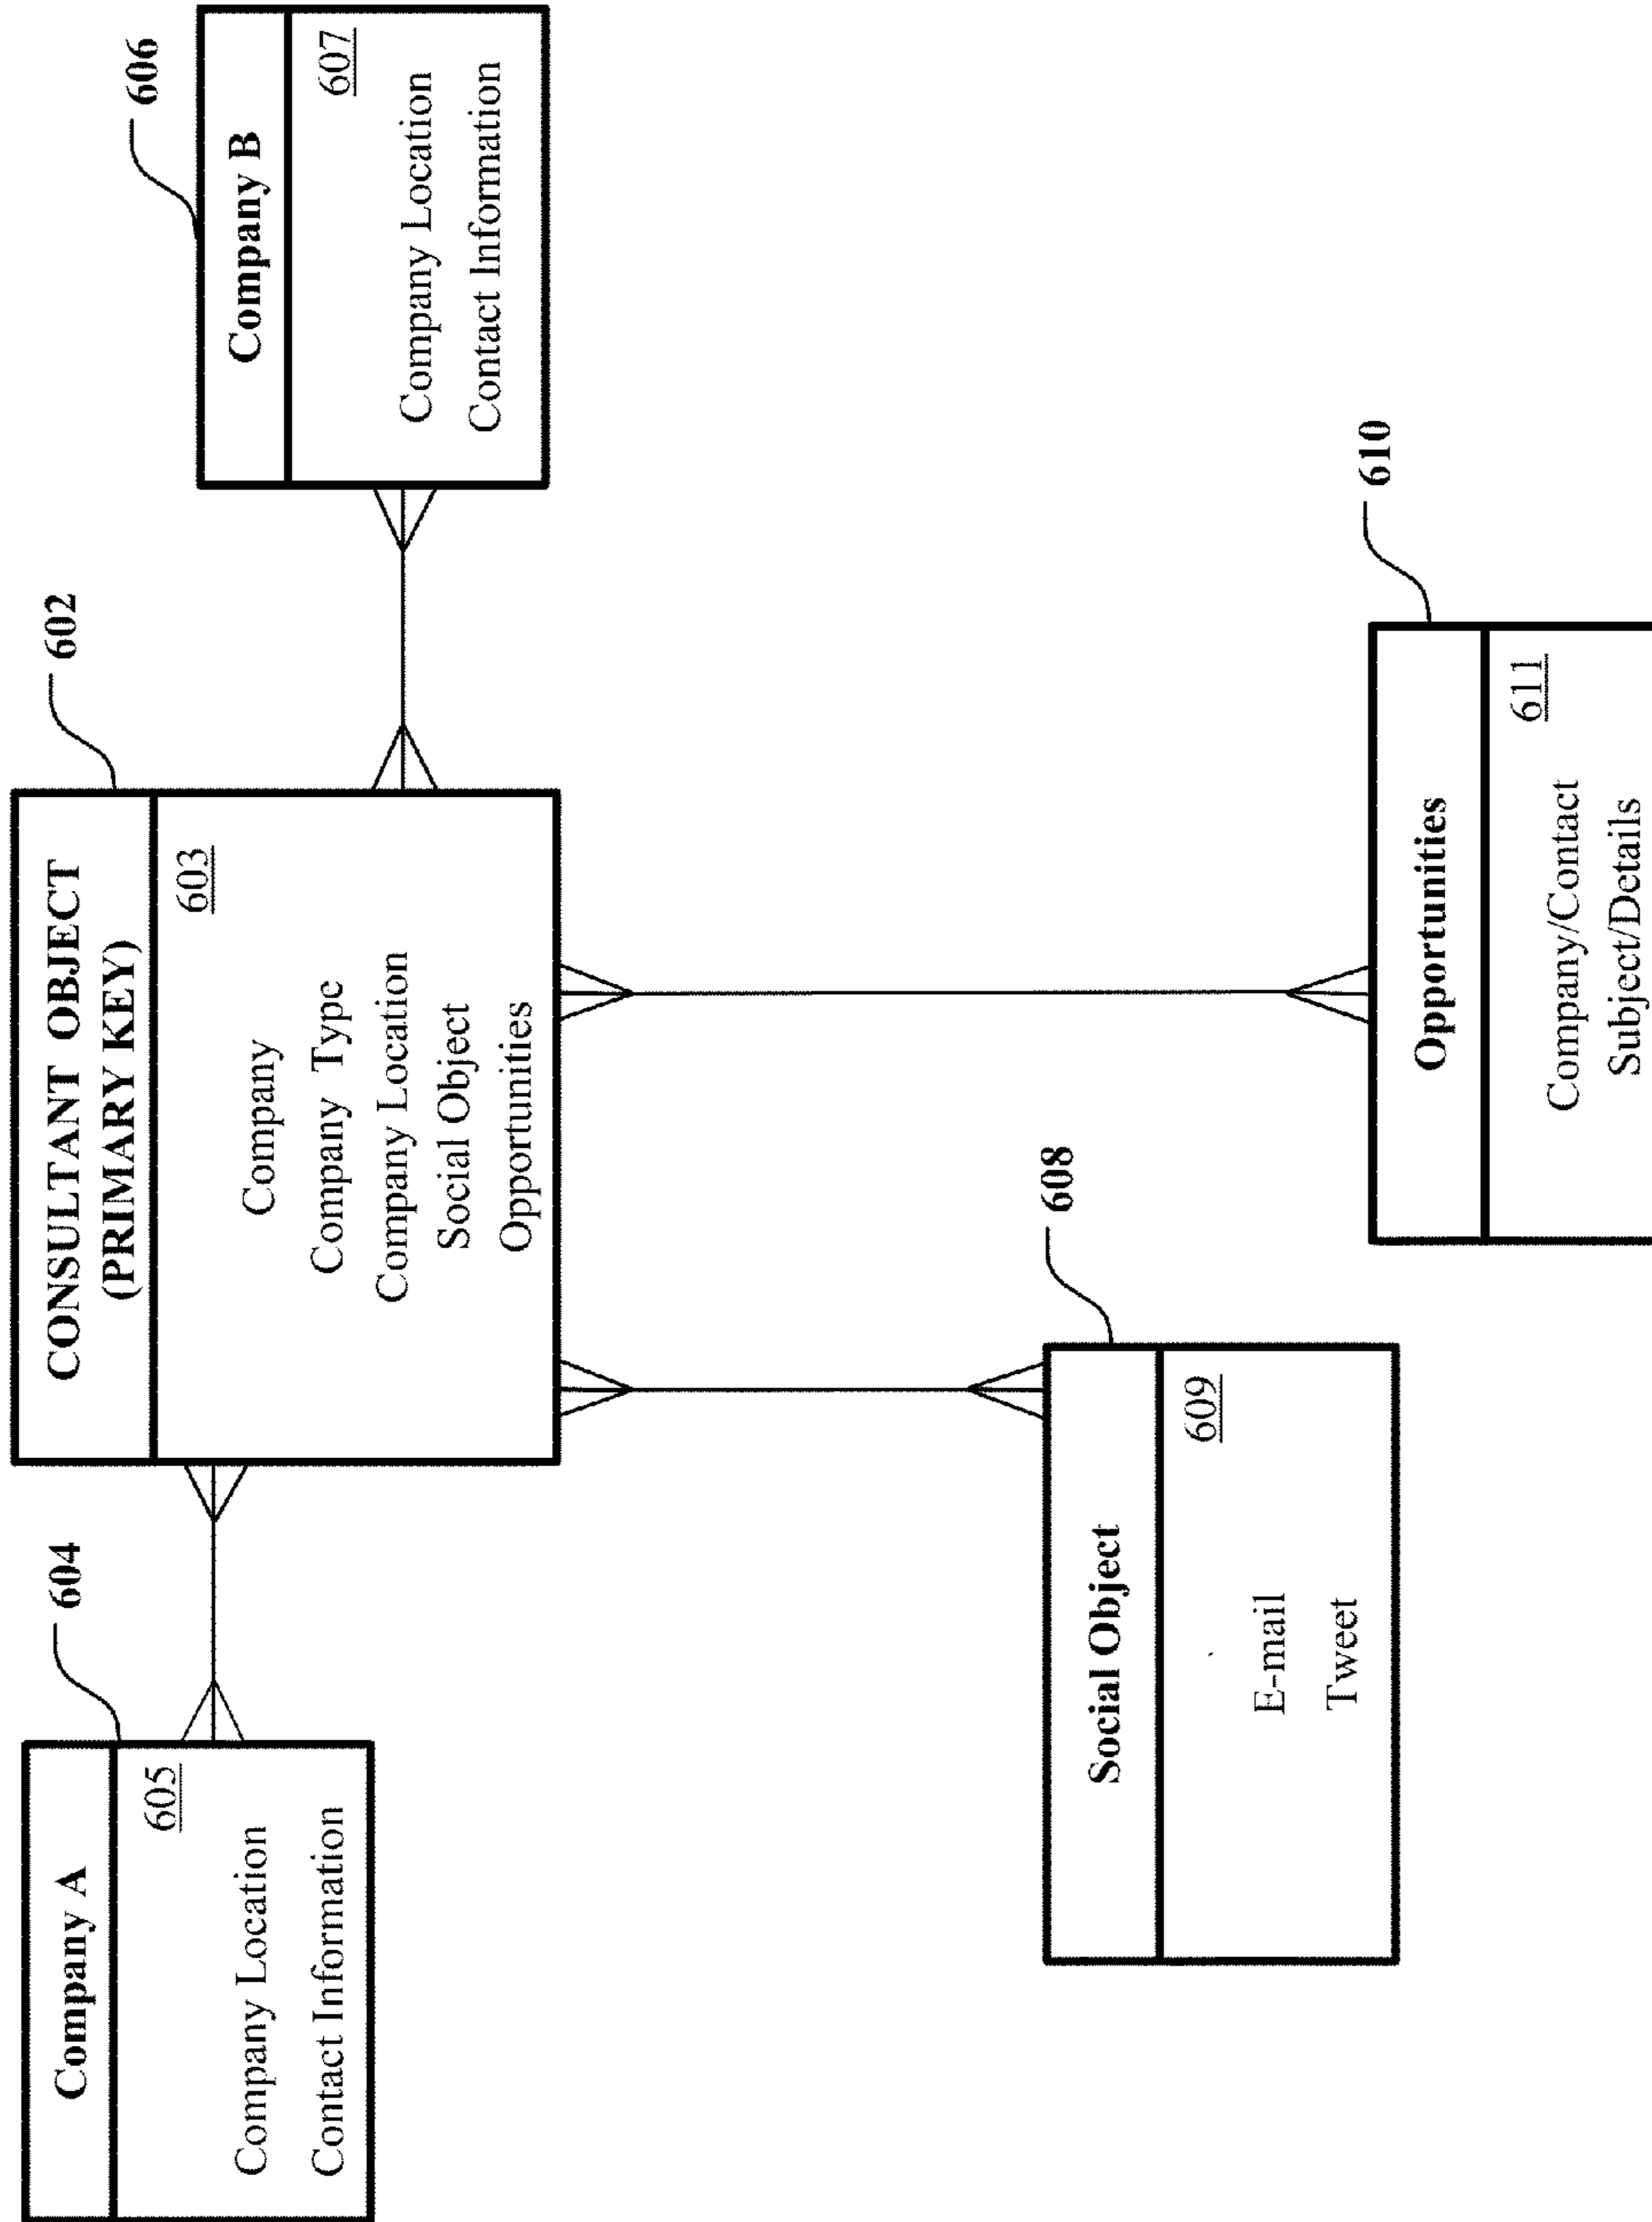 602
CONSULTANT OBJECT
(PRIMARY KEY)
603
Company
Company Type
Company Location
Social Object
Opportunities
604
Company A
605
Company Location
Contact Information
606
Company B
607
Company Location
Contact Information
608
Social Object
609
E-mail
Tweet
610
Opportunities
611
Company/Contact
Subject/Details